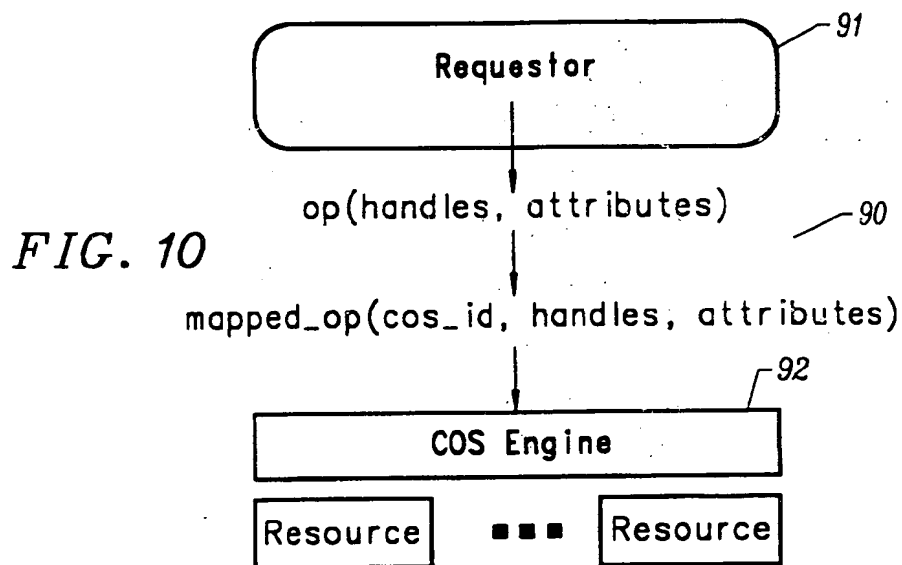 91
Requestor
op(handles, attributes)
90
FIG. 10
mapped_op(cos_id, handles, attributes)
92
COS Engine
Resource ▪▪▪ Resource